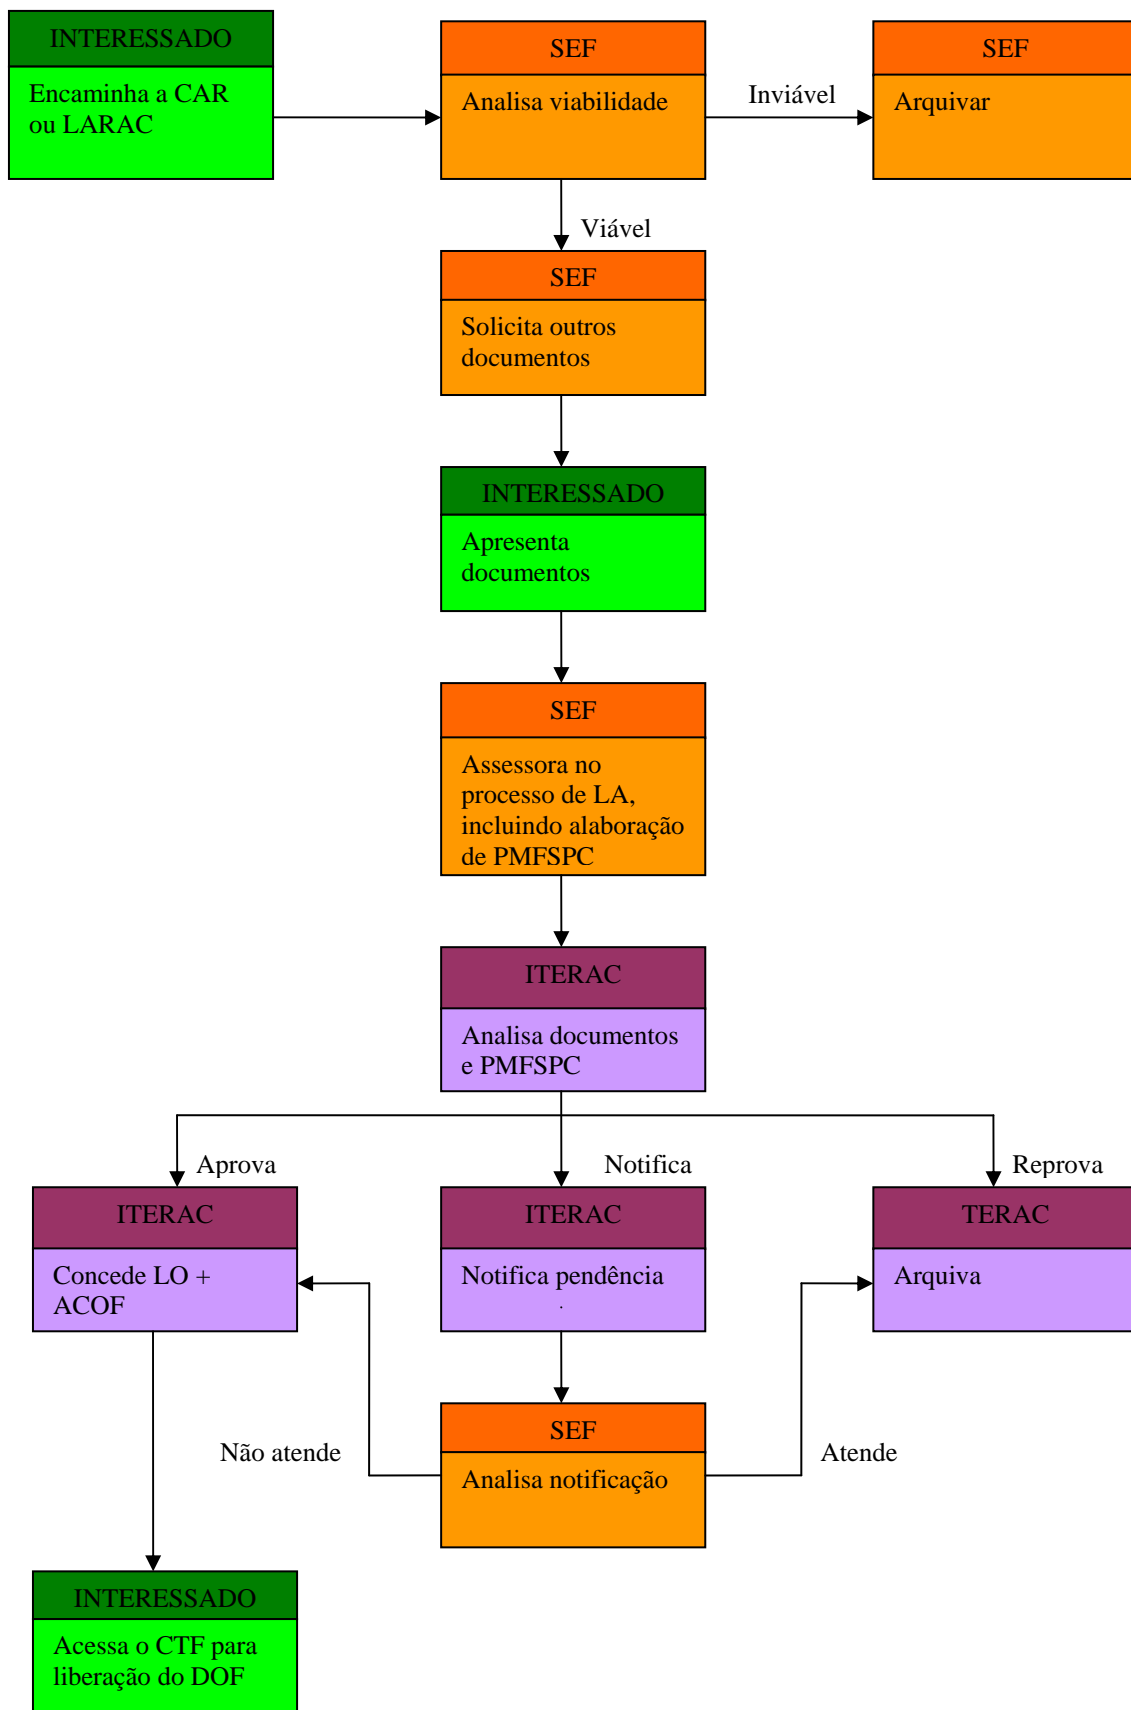 INTERESSADO
Encaminha a CAR
ou LARAC
SEF
Analisa viabilidade
Inviável
SEF
Arquivar
Viável
SEF
Solicita outros
documentos
INTERESSADO
Apresenta
documentos
SEF
Assessora no
processo de LA,
incluindo alaboração
de PMFSPC
ITERAC
Analisa documentos
e PMFSPC
Aprova
Notifica
Reprova
ITERAC
Concede LO +
ACOF
ITERAC
Notifica pendência
.
TERAC
Arquiva
Não atende
SEF
Analisa notificação
Atende
INTERESSADO
Acessa o CTF para
liberação do DOF